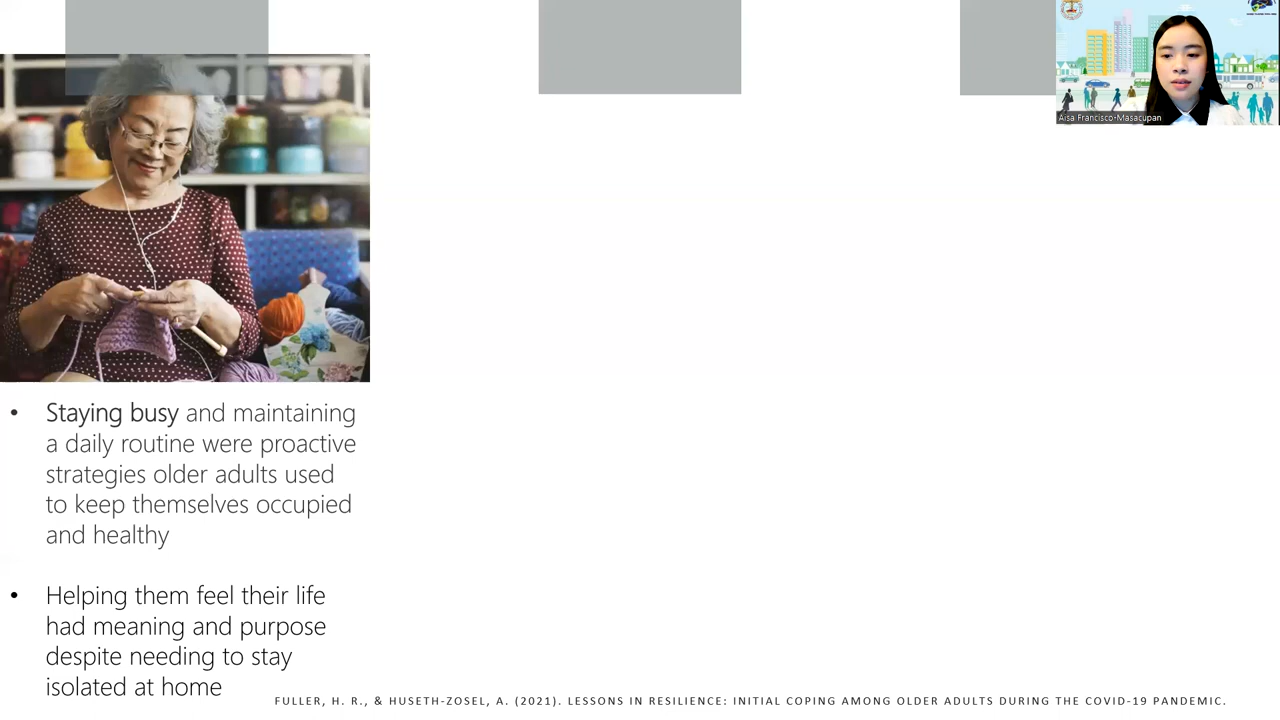 Aisa Francisco-Masacupan
• Staying busy and maintaining
a daily routine were proactive
strategies older adults used
to keep themselves occupied
and healthy
• Helping them feel their life
had meaning and purpose
despite needing to stay
isolated at home
FULLER, H. R., & HUSETH-ZOSEL, A. (2021). LESSONS IN RESILIENCE: INITIAL COPING AMONG OLDER ADULTS DURING THE COVID-19 PANDEMIC.